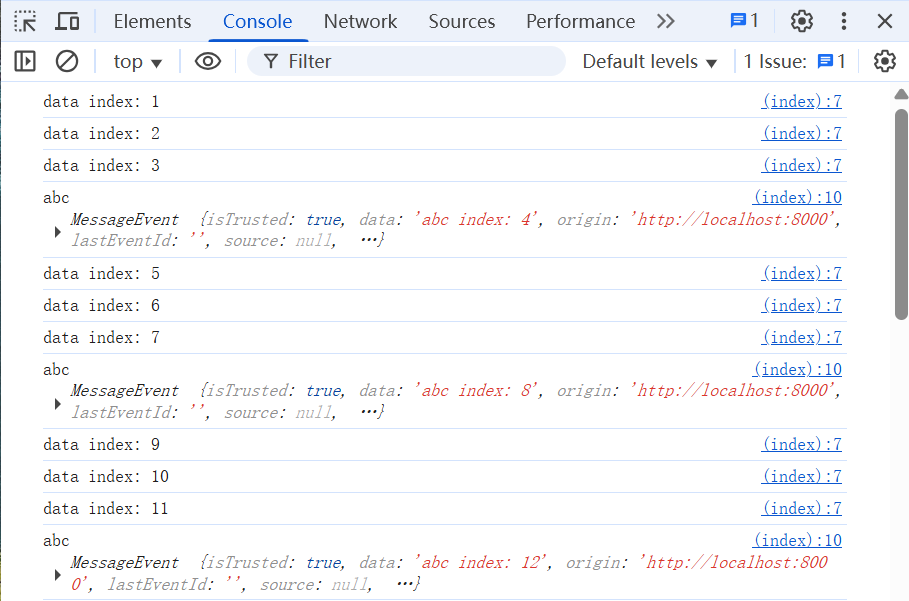 Elements Console Network Sources Performance 1
top Filter Default levels 1 Issue: 1
data index: 1 (index):7
data index: 2 (index):7
data index: 3 (index):7
abc (index):10
MessageEvent {isTrusted: true, data: 'abc index: 4', origin: 'http://localhost:8000',
lastEventId: '', source: null, …}
data index: 5 (index):7
data index: 6 (index):7
data index: 7 (index):7
abc (index):10
MessageEvent {isTrusted: true, data: 'abc index: 8', origin: 'http://localhost:8000',
lastEventId: '', source: null, …}
data index: 9 (index):7
data index: 10 (index):7
data index: 11 (index):7
abc (index):10
MessageEvent {isTrusted: true, data: 'abc index: 12', origin: 'http://localhost:800
0', lastEventId: '', source: null, …}